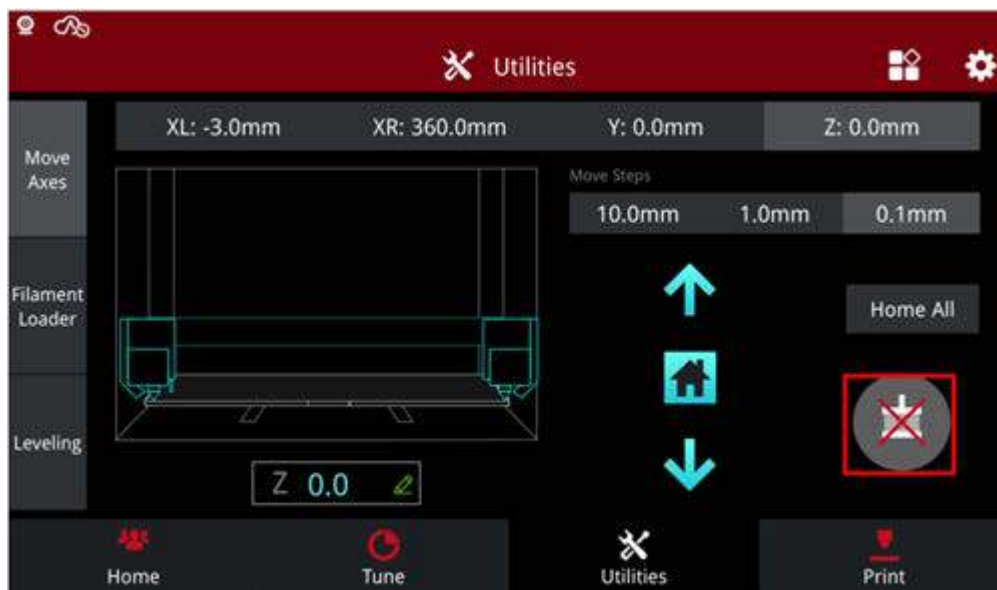 Utilities
XL: -3.0mm XR: 360.0mm Y: 0.0mm Z: 0.0mm
Move
Axes
Move Steps
10.0mm 1.0mm 0.1mm
Filament
Loader
Home All
Leveling
Z 0.0
Home Tune Utilities Print